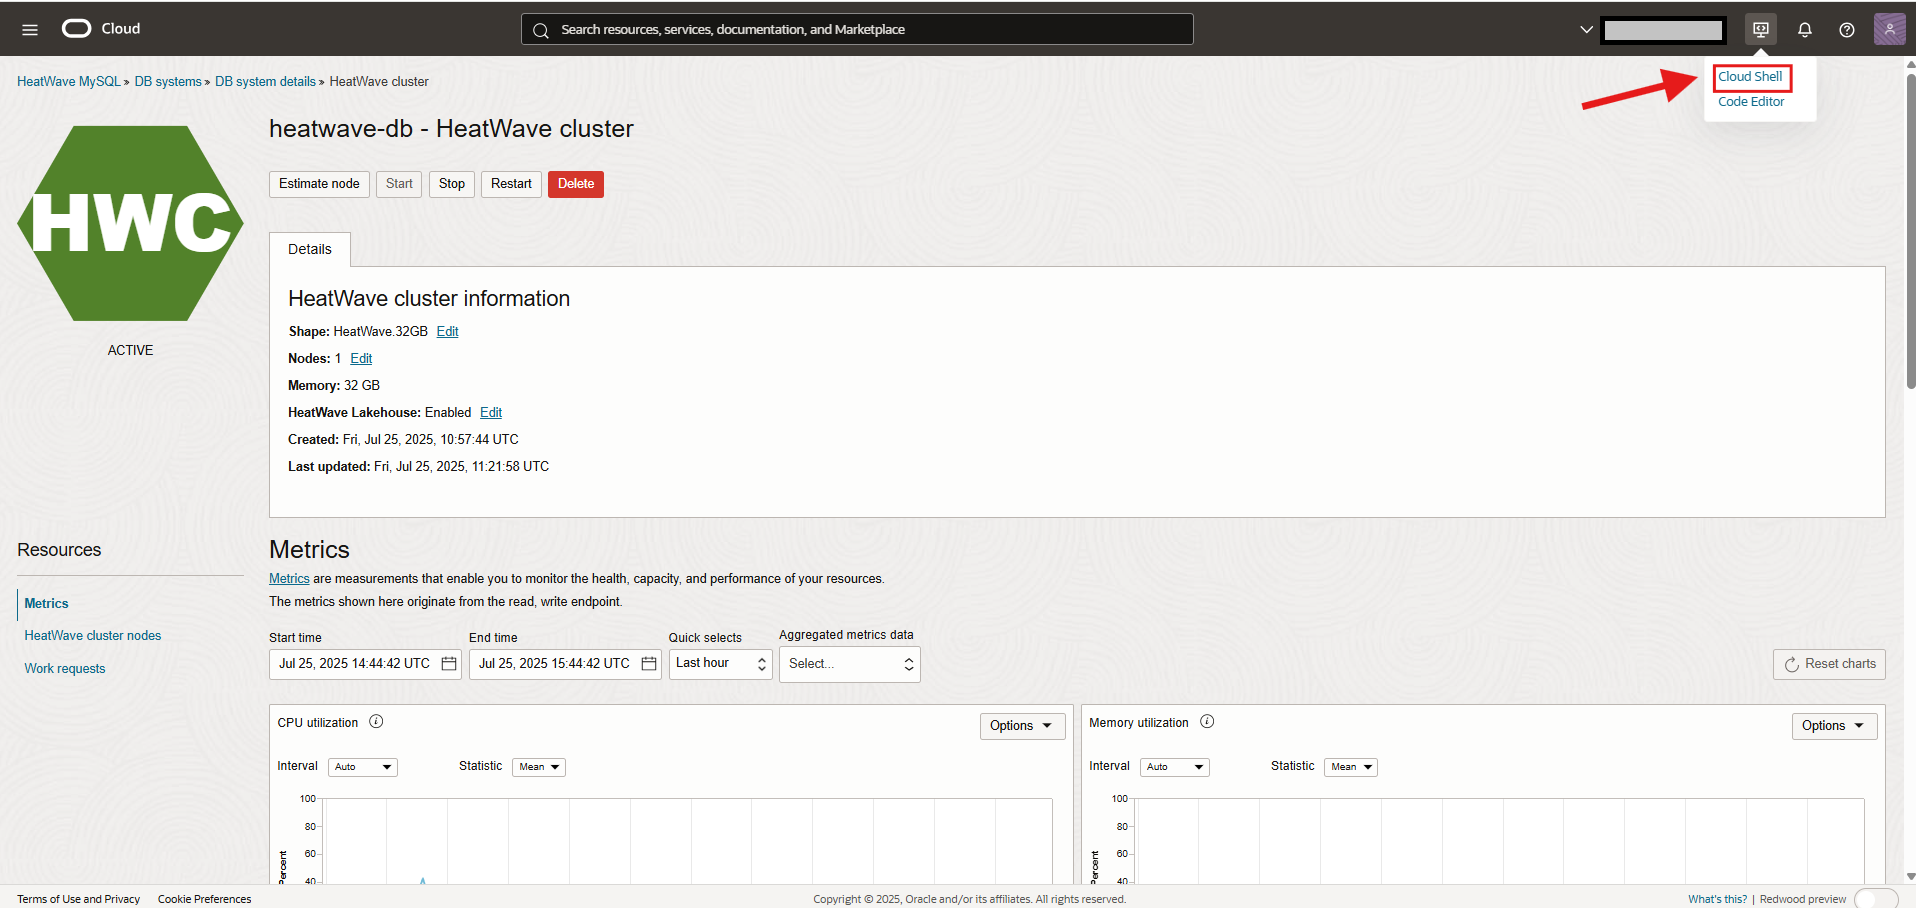 Cloud
Search resources, services, documentation, and Marketplace
Cloud Shell
Code Editor
HeatWave MySQL » DB systems » DB system details » HeatWave cluster
HWC
ACTIVE
heatwave-db - HeatWave cluster
Estimate node Start Stop Restart Delete
Details
HeatWave cluster information
Shape: HeatWave.32GB Edit
Nodes: 1 Edit
Memory: 32 GB
HeatWave Lakehouse: Enabled Edit
Created: Fri, Jul 25, 2025, 10:57:44 UTC
Last updated: Fri, Jul 25, 2025, 11:21:58 UTC
Resources
Metrics
HeatWave cluster nodes
Work requests
Metrics
Metrics are measurements that enable you to monitor the health, capacity, and performance of your resources.
The metrics shown here originate from the read, write endpoint.
Start time End time Quick selects Aggregated metrics data
Jul 25, 2025 14:44:42 UTC Jul 25, 2025 15:44:42 UTC Last hour Select... Reset charts
CPU utilization Options
Interval Auto Statistic Mean
100
80
60
40
Percent
Memory utilization Options
Interval Auto Statistic Mean
100
80
60
40
Percent
Terms of Use and Privacy Cookie Preferences Copyright © 2025, Oracle and/or its affiliates. All rights reserved. What's this? | Redwood preview